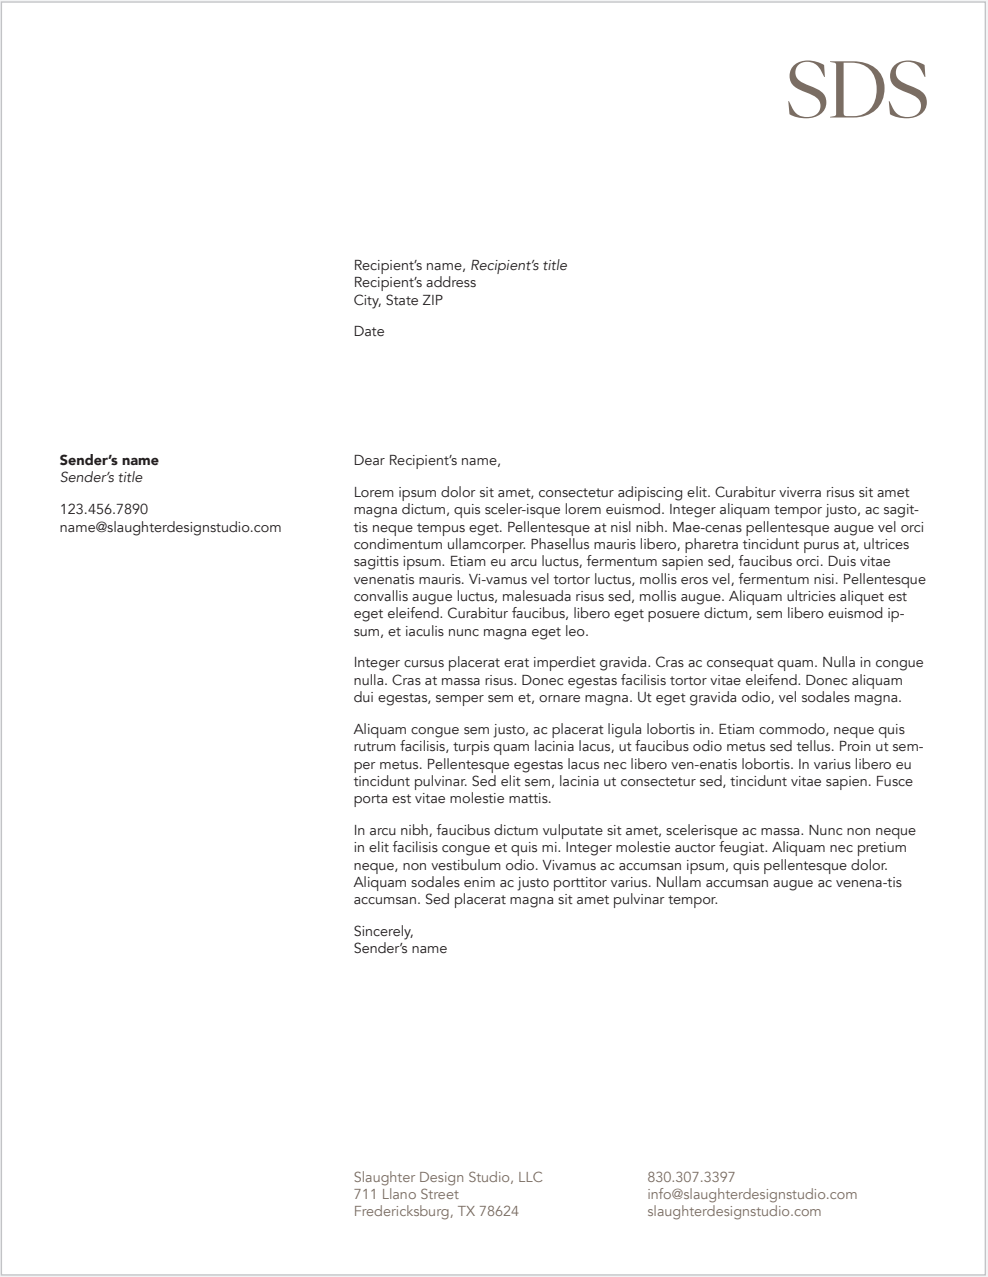 SDS
Recipient’s name, Recipient’s title
Recipient’s address
City, State ZIP
Date
Sender’s name
Sender’s title
123.456.7890
name@slaughterdesignstudio.com
Dear Recipient’s name,
Lorem ipsum dolor sit amet, consectetur adipiscing elit. Curabitur viverra risus sit amet
magna dictum, quis sceler-isque lorem euismod. Integer aliquam tempor justo, ac sagit-
tis neque tempus eget. Pellentesque at nisl nibh. Mae-cenas pellentesque augue vel orci
condimentum ullamcorper. Phasellus mauris libero, pharetra tincidunt purus at, ultrices
sagittis ipsum. Etiam eu arcu luctus, fermentum sapien sed, faucibus orci. Duis vitae
venenatis mauris. Vi-vamus vel tortor luctus, mollis eros vel, fermentum nisi. Pellentesque
convallis augue luctus, malesuada risus sed, mollis augue. Aliquam ultricies aliquet est
eget eleifend. Curabitur faucibus, libero eget posuere dictum, sem libero euismod ip-
sum, et iaculis nunc magna eget leo.
Integer cursus placerat erat imperdiet gravida. Cras ac consequat quam. Nulla in congue
nulla. Cras at massa risus. Donec egestas facilisis tortor vitae eleifend. Donec aliquam
dui egestas, semper sem et, ornare magna. Ut eget gravida odio, vel sodales magna.
Aliquam congue sem justo, ac placerat ligula lobortis in. Etiam commodo, neque quis
rutrum facilisis, turpis quam lacinia lacus, ut faucibus odio metus sed tellus. Proin ut sem-
per metus. Pellentesque egestas lacus nec libero ven-enatis lobortis. In varius libero eu
tincidunt pulvinar. Sed elit sem, lacinia ut consectetur sed, tincidunt vitae sapien. Fusce
porta est vitae molestie mattis.
In arcu nibh, faucibus dictum vulputate sit amet, scelerisque ac massa. Nunc non neque
in elit facilisis congue et quis mi. Integer molestie auctor feugiat. Aliquam nec pretium
neque, non vestibulum odio. Vivamus ac accumsan ipsum, quis pellentesque dolor.
Aliquam sodales enim ac justo porttitor varius. Nullam accumsan augue ac venena-tis
accumsan. Sed placerat magna sit amet pulvinar tempor.
Sincerely,
Sender’s name
Slaughter Design Studio, LLC
711 Llano Street
Fredericksburg, TX 78624
830.307.3397
info@slaughterdesignstudio.com
slaughterdesignstudio.com